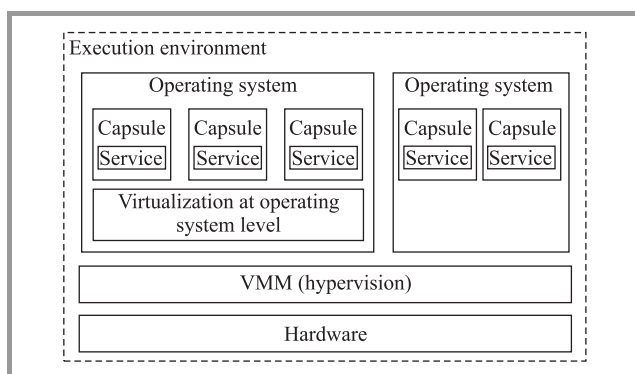 Execution environment
Operating system
Capsule
Service
Capsule
Service
Capsule
Service
Virtualization at operating
system level
Operating system
Capsule
Service
Capsule
Service
VMM (hypervision)
Hardware